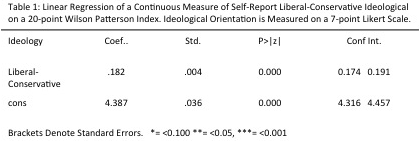 Table 1: Linear Regression of a Continuous Measure of Self-Report Liberal-Conservative Ideological
on a 20-point Wilson Patterson Index. Ideological Orientation is Measured on a 7-point Likert Scale.
Ideology Coef.. Std. P>|z| Conf Int.
Liberal- .182 .004 0.000 0.174 0.191
Conservative
cons 4.387 .036 0.000 4.316 4.457
Brackets Denote Standard Errors. *= <0.100 **= <0.05, ***= <0.001